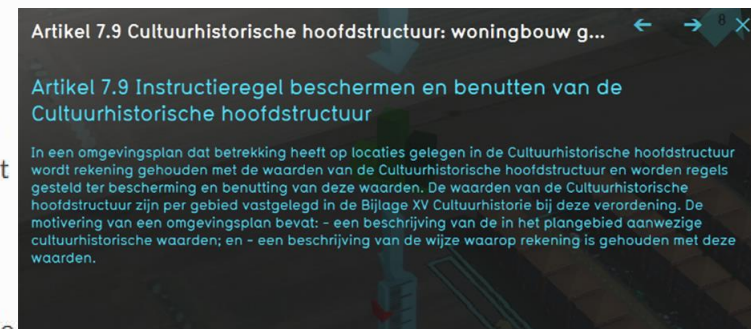 Artikel 7.9 Cultuurhistorische hoofdstructuur: woningbouw g...
8
Artikel 7.9 Instructieregel beschermen en benutten van de
Cultuurhistorische hoofdstructuur
In een omgevingsplan dat betrekking heeft op locaties gelegen in de Cultuurhistorische hoofdstructuur
wordt rekening gehouden met de waarden van de Cultuurhistorische hoofdstructuur en worden regels
gesteld ter bescherming en benutting van deze waarden. De waarden van de Cultuurhistorische
hoofdstructuur zijn per gebied vastgelegd in de Bijlage XV Cultuurhistorie bij deze verordening. De
motivering van een omgevingsplan bevat: - een beschrijving van de in het plangebied aanwezige
cultuurhistorische waarden; en - een beschrijving van de wijze waarop rekening is gehouden met deze
waarden.
t